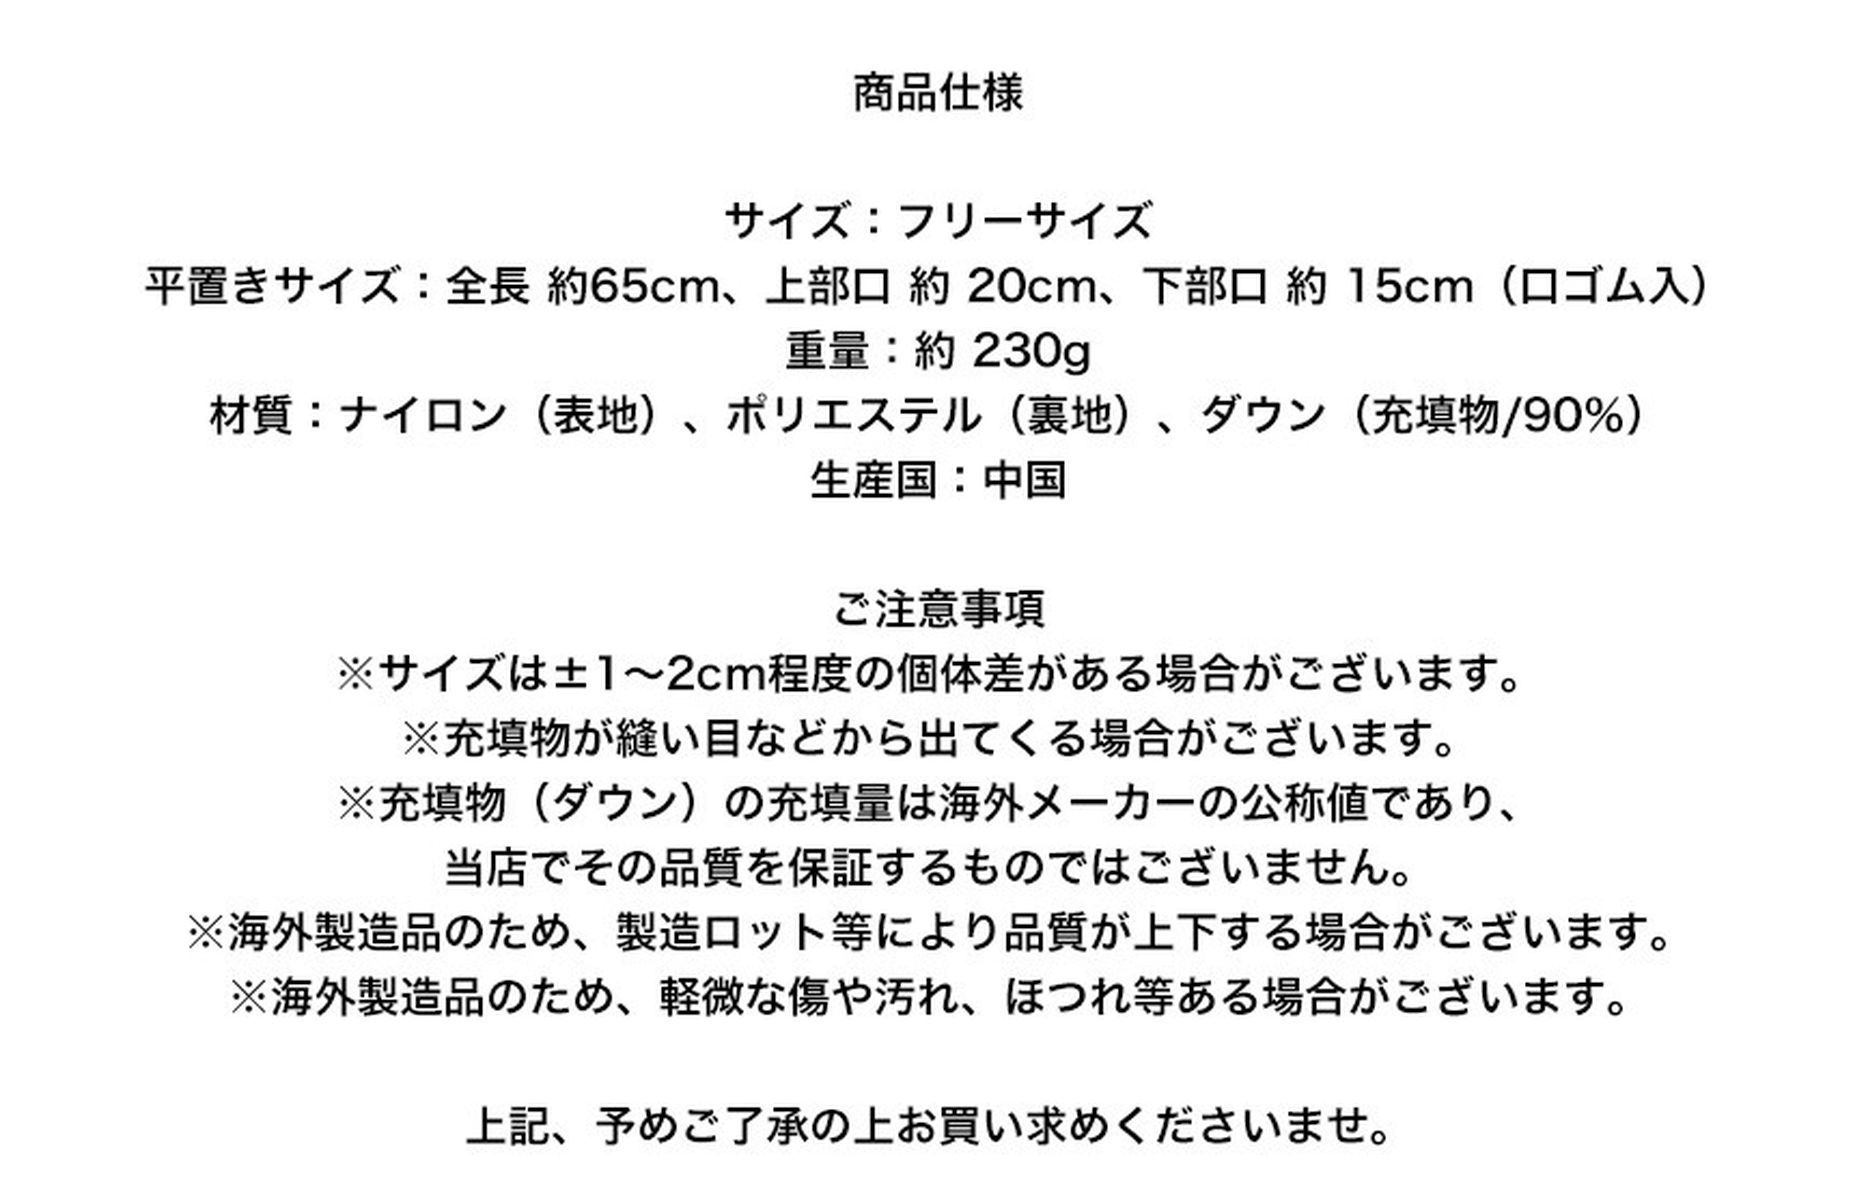 商品仕様
サイズ：フリーサイズ
平置きサイズ：全長 約65cm、上部口 約 20cm、下部口 約 15cm（口ゴム入）
重量：約 230g
材質：ナイロン（表地）、ポリエステル（裏地）、ダウン（充填物/90%）
生産国：中国
ご注意事項
※サイズは±1〜2cm程度の個体差がある場合がございます。
※充填物が縫い目などから出てくる場合がございます。
※充填物（ダウン）の充填量は海外メーカーの公称値であり、
当店でその品質を保証するものではございません。
※海外製造品のため、製造ロット等により品質が上下する場合がございます。
※海外製造品のため、軽微な傷や汚れ、ほつれ等ある場合がございます。
上記、予めご了承の上お買い求めくださいませ。